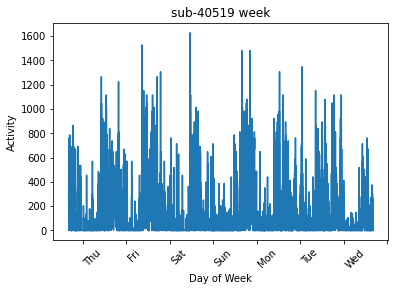 sub-40519 week
1600
1400
1200
1000
800
600
400
200
0
Activity
Thu
Fri
Sat
Sun
Mon
Tue
Wed
Day of Week